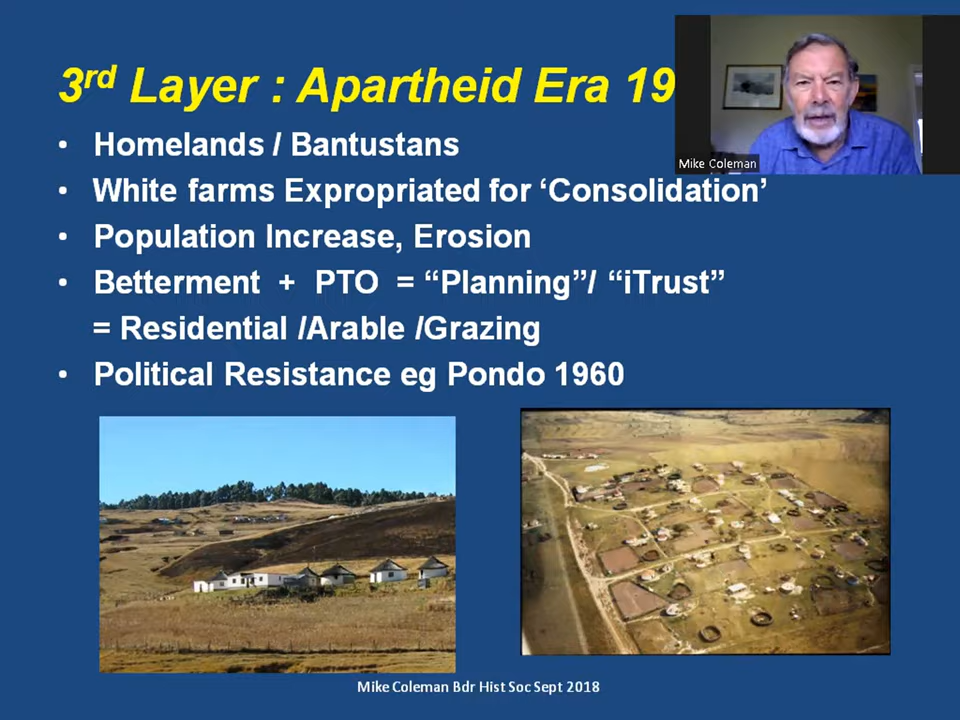 3rd Layer : Apartheid Era 19
Mike Coleman
• Homelands / Bantustans
• White farms Expropriated for ‘Consolidation’
• Population Increase, Erosion
• Betterment + PTO = “Planning”/ “iTrust”
= Residential /Arable /Grazing
• Political Resistance eg Pondo 1960
Mike Coleman Bdr Hist Soc Sept 2018